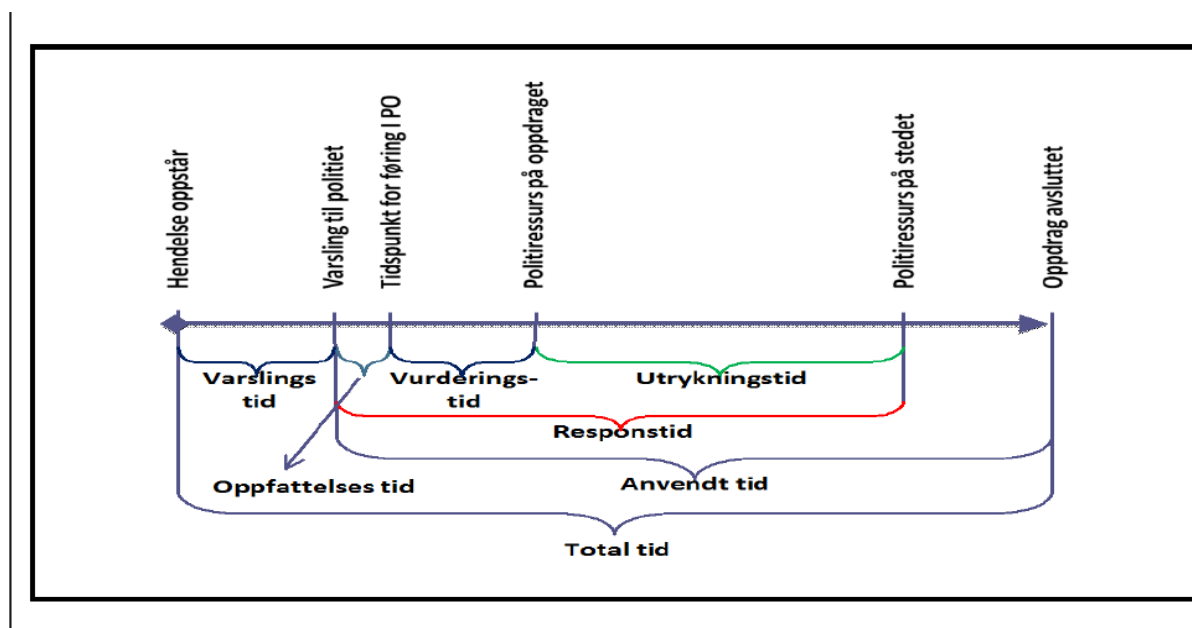 Hendelse oppstår
Varsling til politiet
Tidspunkt for føring I PO
Politiressurs på oppdraget
Politiressurs på stedet
Oppdrag avsluttet
Varslings
tid
Vurderings-
tid
Utrykningstid
Responstid
Oppfattelses tid
Anvendt tid
Total tid